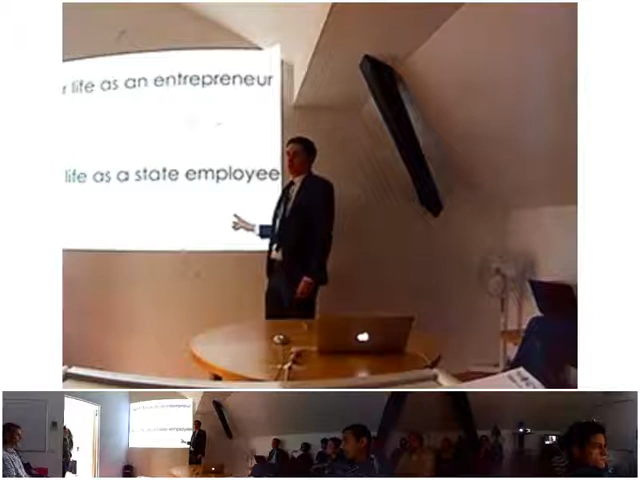 r life as an entrepreneur
life as a state employee